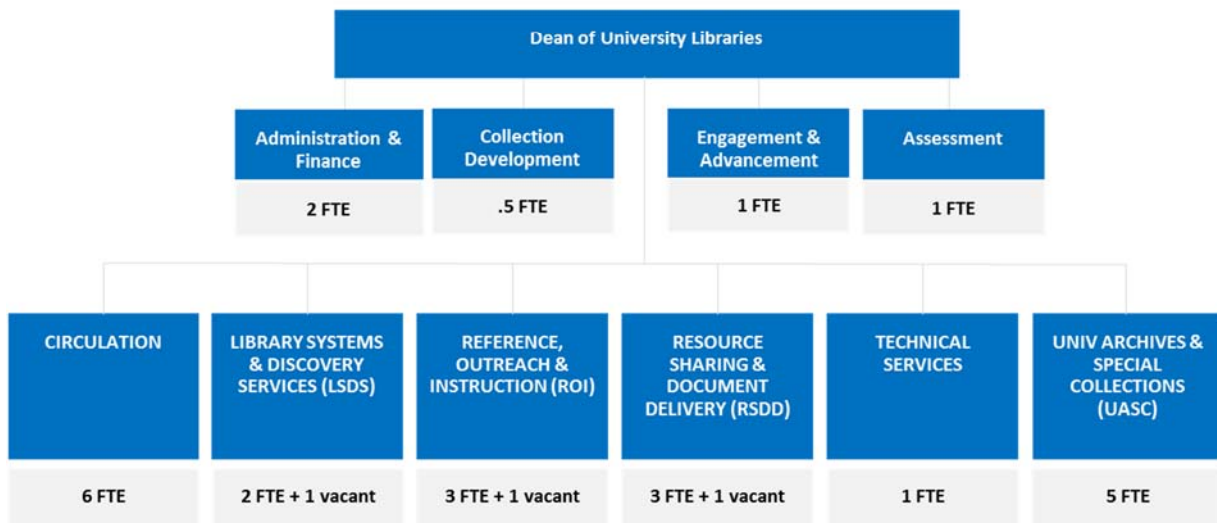 Dean of University Libraries
Administration &
Finance
2 FTE
Collection
Development
.5 FTE
Engagement &
Advancement
1 FTE
Assessment
1 FTE
CIRCULATION
6 FTE
LIBRARY SYSTEMS
& DISCOVERY
SERVICES (LSDS)
2 FTE + 1 vacant
REFERENCE,
OUTREACH &
INSTRUCTION (ROI)
3 FTE + 1 vacant
RESOURCE
SHARING &
DOCUMENT
DELIVERY (RSDD)
3 FTE + 1 vacant
TECHNICAL
SERVICES
1 FTE
UNIV ARCHIVES &
SPECIAL
COLLECTIONS
(UASC)
5 FTE